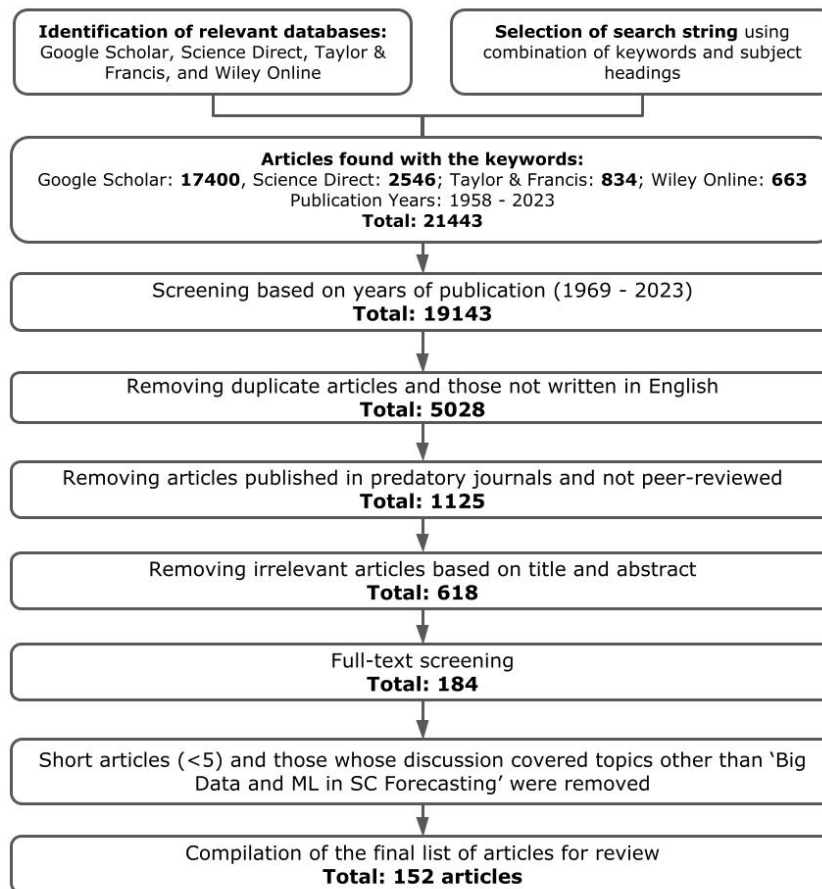 Identification of relevant databases:
Google Scholar, Science Direct, Taylor &
Francis, and Wiley Online
Selection of search string using
combination of keywords and subject
headings
Articles found with the keywords:
Google Scholar: 17400, Science Direct: 2546; Taylor & Francis: 834; Wiley Online: 663
Publication Years: 1958 - 2023
Total: 21443
Screening based on years of publication (1969 - 2023)
Total: 19143
Removing duplicate articles and those not written in English
Total: 5028
Removing articles published in predatory journals and not peer-reviewed
Total: 1125
Removing irrelevant articles based on title and abstract
Total: 618
Full-text screening
Total: 184
Short articles (<5) and those whose discussion covered topics other than ‘Big
Data and ML in SC Forecasting’ were removed
Compilation of the final list of articles for review
Total: 152 articles